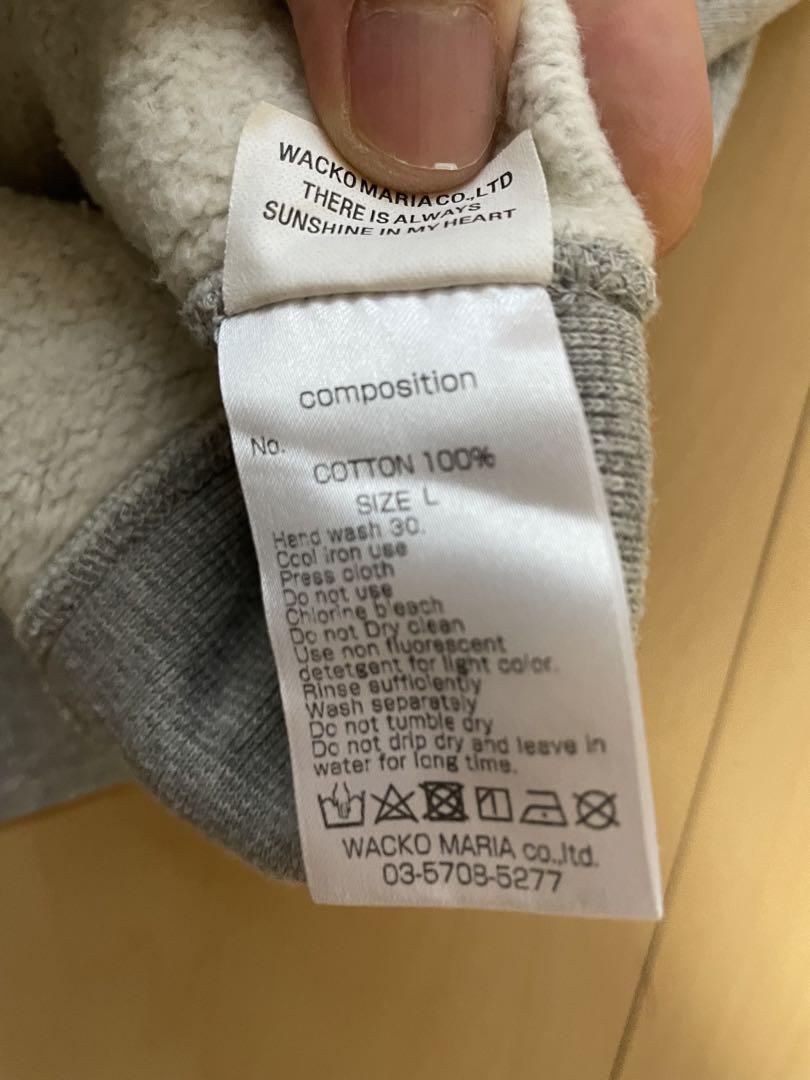 WACKO MARIA CO.,LTD
THERE IS ALWAYS
SUNSHINE IN MY HEART
composition
No.
COTTON 100%
SIZE L
Hand wash 30.
Cool iron use
Press cloth
Do not use
Chlorine bleach
Do not Dry clean
Use non fluorescent
detetgent for light color.
Rinse sufficiently
Wash separately
Do not tumble dry
Do not drip dry and leave in
water for long time.
WACKO MARIA co.,ltd.
03-5708-5277